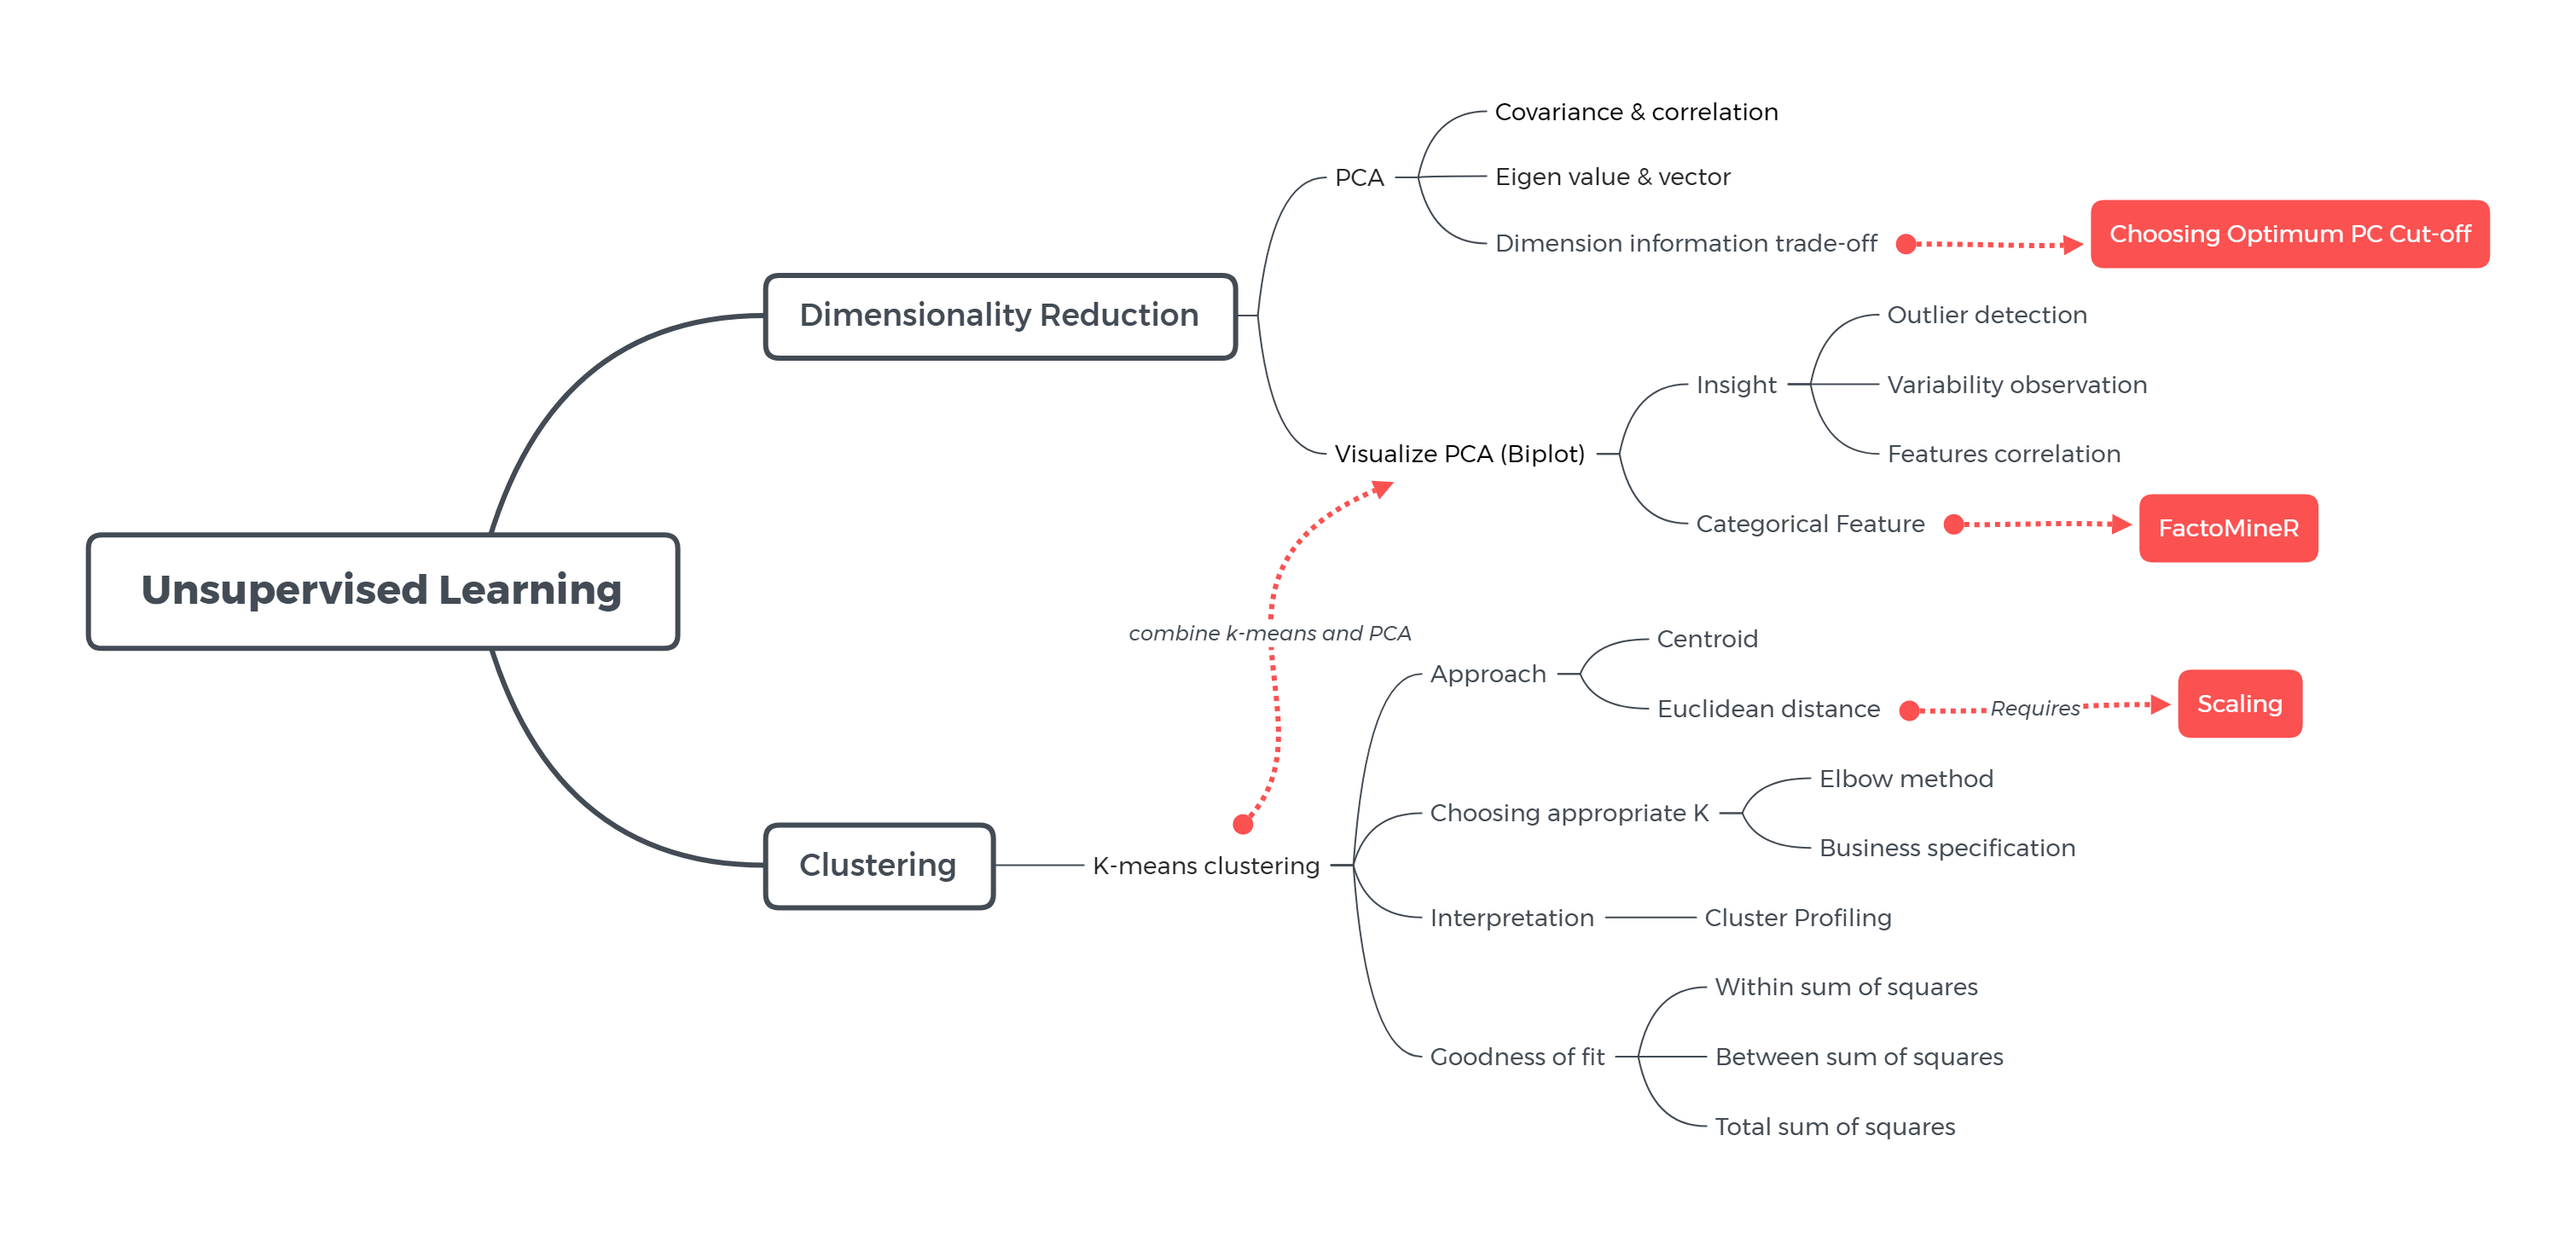 Unsupervised Learning
Dimensionality Reduction
PCA
Covariance & correlation
Eigen value & vector
Dimension information trade-off
Choosing Optimum PC Cut-off
Visualize PCA (Biplot)
Insight
Outlier detection
Variability observation
Features correlation
Categorical Feature
FactoMineR
combine k-means and PCA
Clustering
K-means clustering
Approach
Centroid
Euclidean distance
Requires
Scaling
Choosing appropriate K
Elbow method
Business specification
Interpretation
Cluster Profiling
Goodness of fit
Within sum of squares
Between sum of squares
Total sum of squares